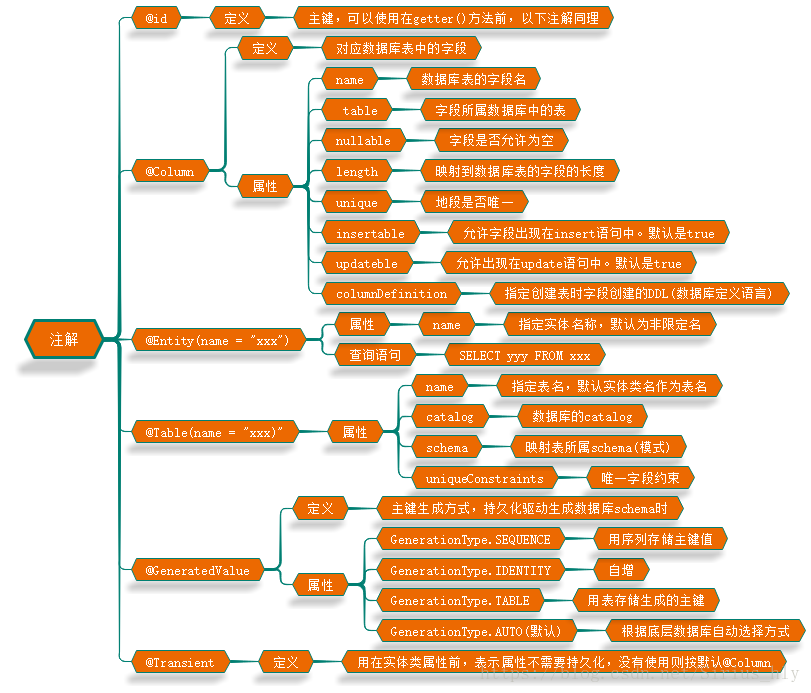 @id
定义
主键，可以使用在getter()方法前，以下注解同理
@Column
定义
对应数据库表中的字段
属性
name
数据库表的字段名
table
字段所属数据库中的表
nullable
字段是否允许为空
length
映射到数据库表的字段的长度
unique
地段是否唯一
insertable
允许字段出现在insert语句中。默认是true
updateble
允许出现在update语句中。默认是true
columnDefinition
指定创建表时字段创建的DDL(数据库定义语言)
注解
@Entity(name = "xxx")
属性
name
指定实体名称，默认为非限定名
查询语句
SELECT yyy FROM xxx
@Table(name = "xxx)"
属性
name
指定表名，默认实体类名作为表名
catalog
数据库的catalog
schema
映射表所属schema(模式)
uniqueConstraints
唯一字段约束
@GeneratedValue
定义
主键生成方式，持久化驱动生成数据库schema时
属性
GenerationType.SEQUENCE
用序列存储主键值
GenerationType.IDENTITY
自增
GenerationType.TABLE
用表存储生成的主键
GenerationType.AUTO(默认)
根据底层数据库自动选择方式
@Transient
定义
用在实体类属性前，表示属性不需要持久化，没有使用则按默认@Column